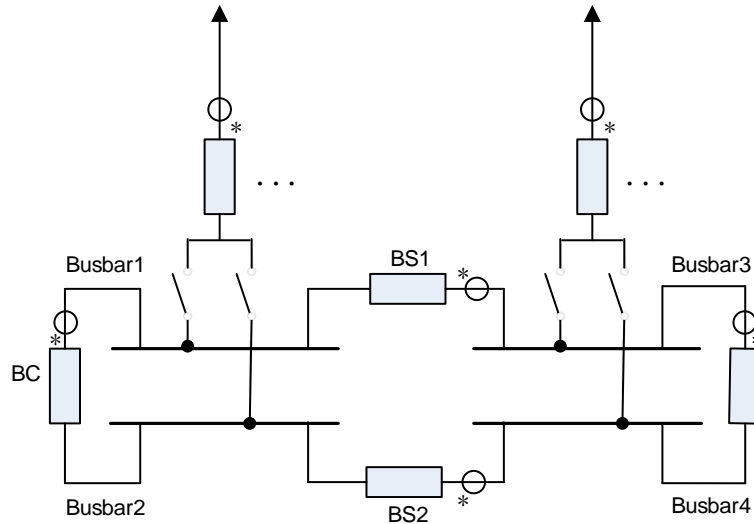 *
*
. . .
. . .
Busbar1
BS1
*
Busbar3
*
*
BC
Busbar2
BS2
*
Busbar4